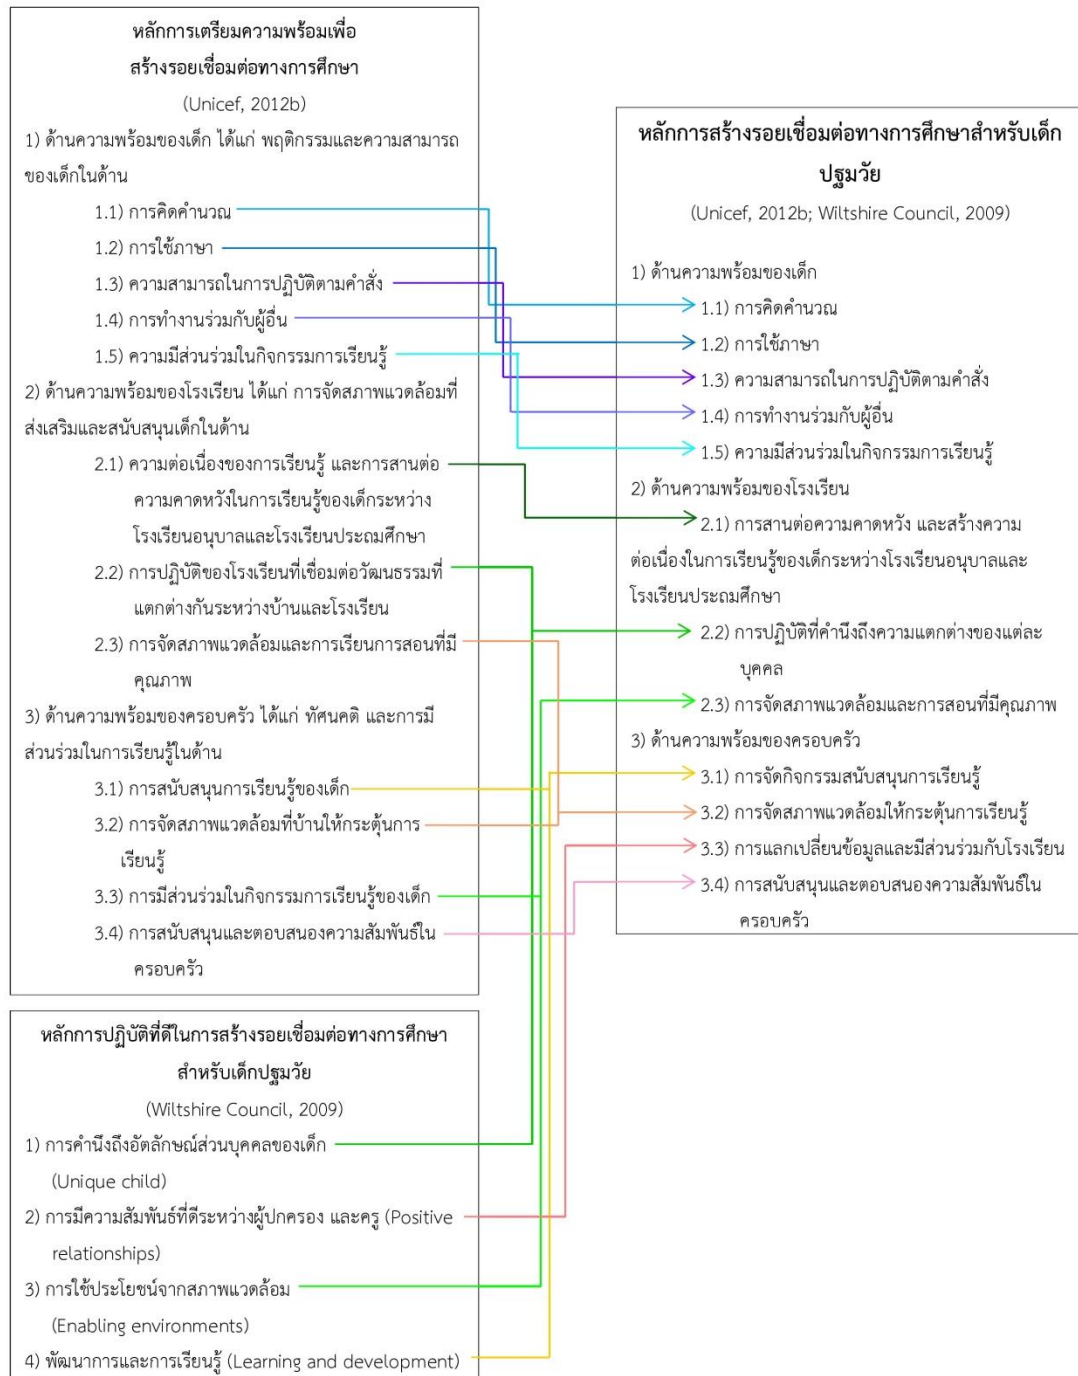 หลักการเตรียมความพร้อมเพื่อ
สร้างรอยเชื่อมต่อทางการศึกษา
(Unicef, 2012b)
1) ด้านความพร้อมของเด็ก ได้แก่ พฤติกรรมและความสามารถ
ของเด็กในด้าน
1.1) การคิดคำนวณ
1.2) การใช้ภาษา
1.3) ความสามารถในการปฏิบัติตามคำสั่ง
1.4) การทำงานร่วมกับผู้อื่น
1.5) ความมีส่วนร่วมในกิจกรรมการเรียนรู้
2) ด้านความพร้อมของโรงเรียน ได้แก่ การจัดสภาพแวดล้อมที่
ส่งเสริมและสนับสนุนเด็กในด้าน
2.1) ความต่อเนื่องของการเรียนรู้ และการสานต่อ
ความคาดหวังในการเรียนรู้ของเด็กระหว่าง
โรงเรียนอนุบาลและโรงเรียนประถมศึกษา
2.2) การปฏิบัติของโรงเรียนที่เชื่อมต่อวัฒนธรรมที่
แตกต่างกันระหว่างบ้านและโรงเรียน
2.3) การจัดสภาพแวดล้อมและการเรียนการสอนที่มี
คุณภาพ
3) ด้านความพร้อมของครอบครัว ได้แก่ ทัศนคติ และการมี
ส่วนร่วมในการเรียนรู้ในด้าน
3.1) การสนับสนุนการเรียนรู้ของเด็ก
3.2) การจัดสภาพแวดล้อมที่บ้านให้กระตุ้นการ
เรียนรู้
3.3) การมีส่วนร่วมในกิจกรรมการเรียนรู้ของเด็ก
3.4) การสนับสนุนและตอบสนองความสัมพันธ์ใน
ครอบครัว
หลักการปฏิบัติที่ดีในการสร้างรอยเชื่อมต่อทางการศึกษา
สำหรับเด็กปฐมวัย
(Wiltshire Council, 2009)
1) การคำนึงถึงอัตลักษณ์ส่วนบุคคลของเด็ก
(Unique child)
2) การมีความสัมพันธ์ที่ดีระหว่างผู้ปกครอง และครู (Positive
relationships)
3) การใช้ประโยชน์จากสภาพแวดล้อม
(Enabling environments)
4) พัฒนาการและการเรียนรู้ (Learning and development)
หลักการสร้างรอยเชื่อมต่อทางการศึกษาสำหรับเด็ก
ปฐมวัย
(Unicef, 2012b; Wiltshire Council, 2009)
1) ด้านความพร้อมของเด็ก
1.1) การคิดคำนวณ
1.2) การใช้ภาษา
1.3) ความสามารถในการปฏิบัติตามคำสั่ง
1.4) การทำงานร่วมกับผู้อื่น
1.5) ความมีส่วนร่วมในกิจกรรมการเรียนรู้
2) ด้านความพร้อมของโรงเรียน
2.1) การสานต่อความคาดหวัง และสร้างความ
ต่อเนื่องในการเรียนรู้ของเด็กระหว่างโรงเรียนอนุบาลและ
โรงเรียนประถมศึกษา
2.2) การปฏิบัติที่คำนึงถึงความแตกต่างของแต่ละ
บุคคล
2.3) การจัดสภาพแวดล้อมและการสอนที่มีคุณภาพ
3) ด้านความพร้อมของครอบครัว
3.1) การจัดกิจกรรมสนับสนุนการเรียนรู้
3.2) การจัดสภาพแวดล้อมให้กระตุ้นการเรียนรู้
3.3) การแลกเปลี่ยนข้อมูลและมีส่วนร่วมกับโรงเรียน
3.4) การสนับสนุนและตอบสนองความสัมพันธ์ใน
ครอบครัว